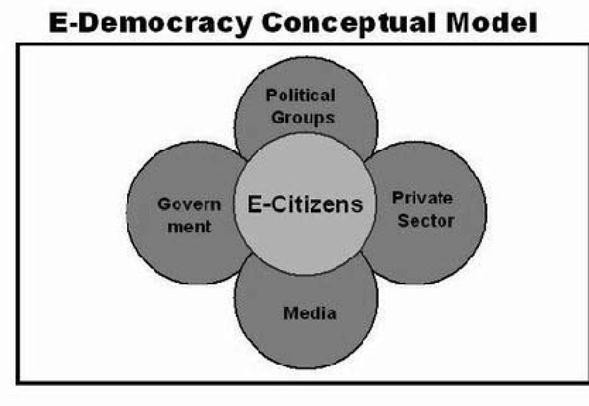 E-Democracy Conceptual Model
Political
Groups
Govern
ment
E-Citizens
Private
Sector
Media